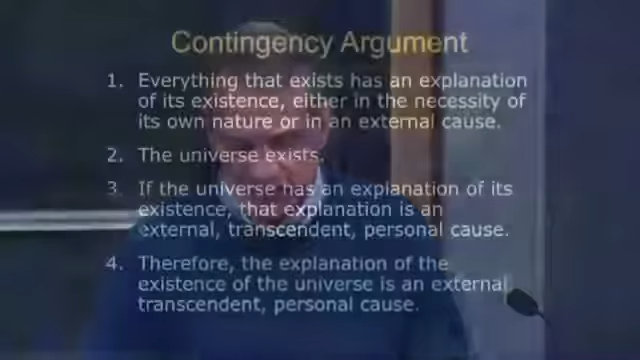 Contingency Argument
1. Everything that exists has an explanation
of its existence, either in the necessity of
its own nature or in an external cause.
2. The universe exists.
3. If the universe has an explanation of its
existence, that explanation is an
external, transcendent, personal cause.
4. Therefore, the explanation of the
existence of the universe is an external
transcendent, personal cause.